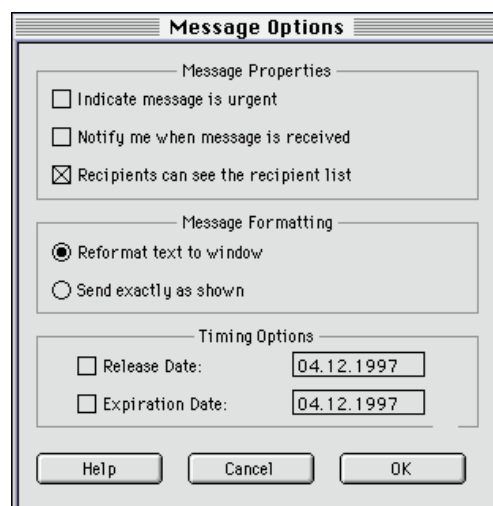 Message Options
Message Properties
Indicate message is urgent
Notify me when message is received
Recipients can see the recipient list
Message Formatting
Reformat text to window
Send exactly as shown
Timing Options
Release Date: 04.12.1997
Expiration Date: 04.12.1997
Help Cancel OK